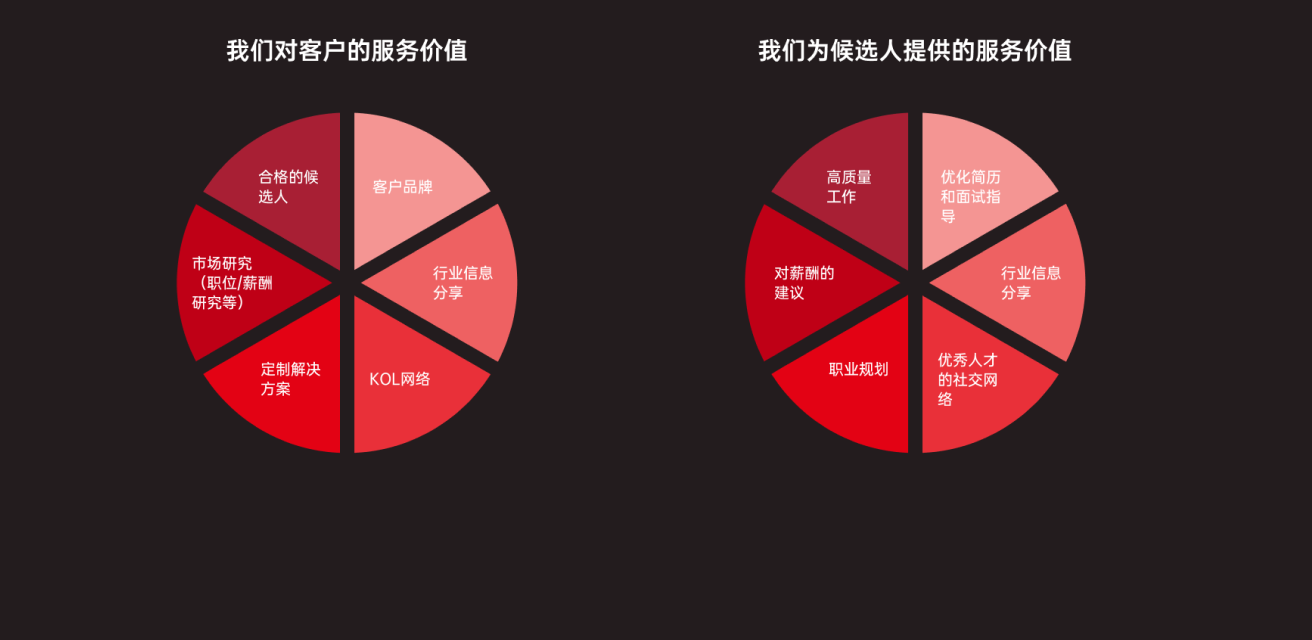 我们对客户的服务价值
合格的候
选人
客户品牌
市场研究
（职位/薪酬
研究等）
行业信息
分享
定制解决
方案
KOL网络
我们为候选人提供的服务价值
高质量
工作
优化简历
和面试指
导
对薪酬的
建议
行业信息
分享
职业规划
优秀人才
的社交网
络